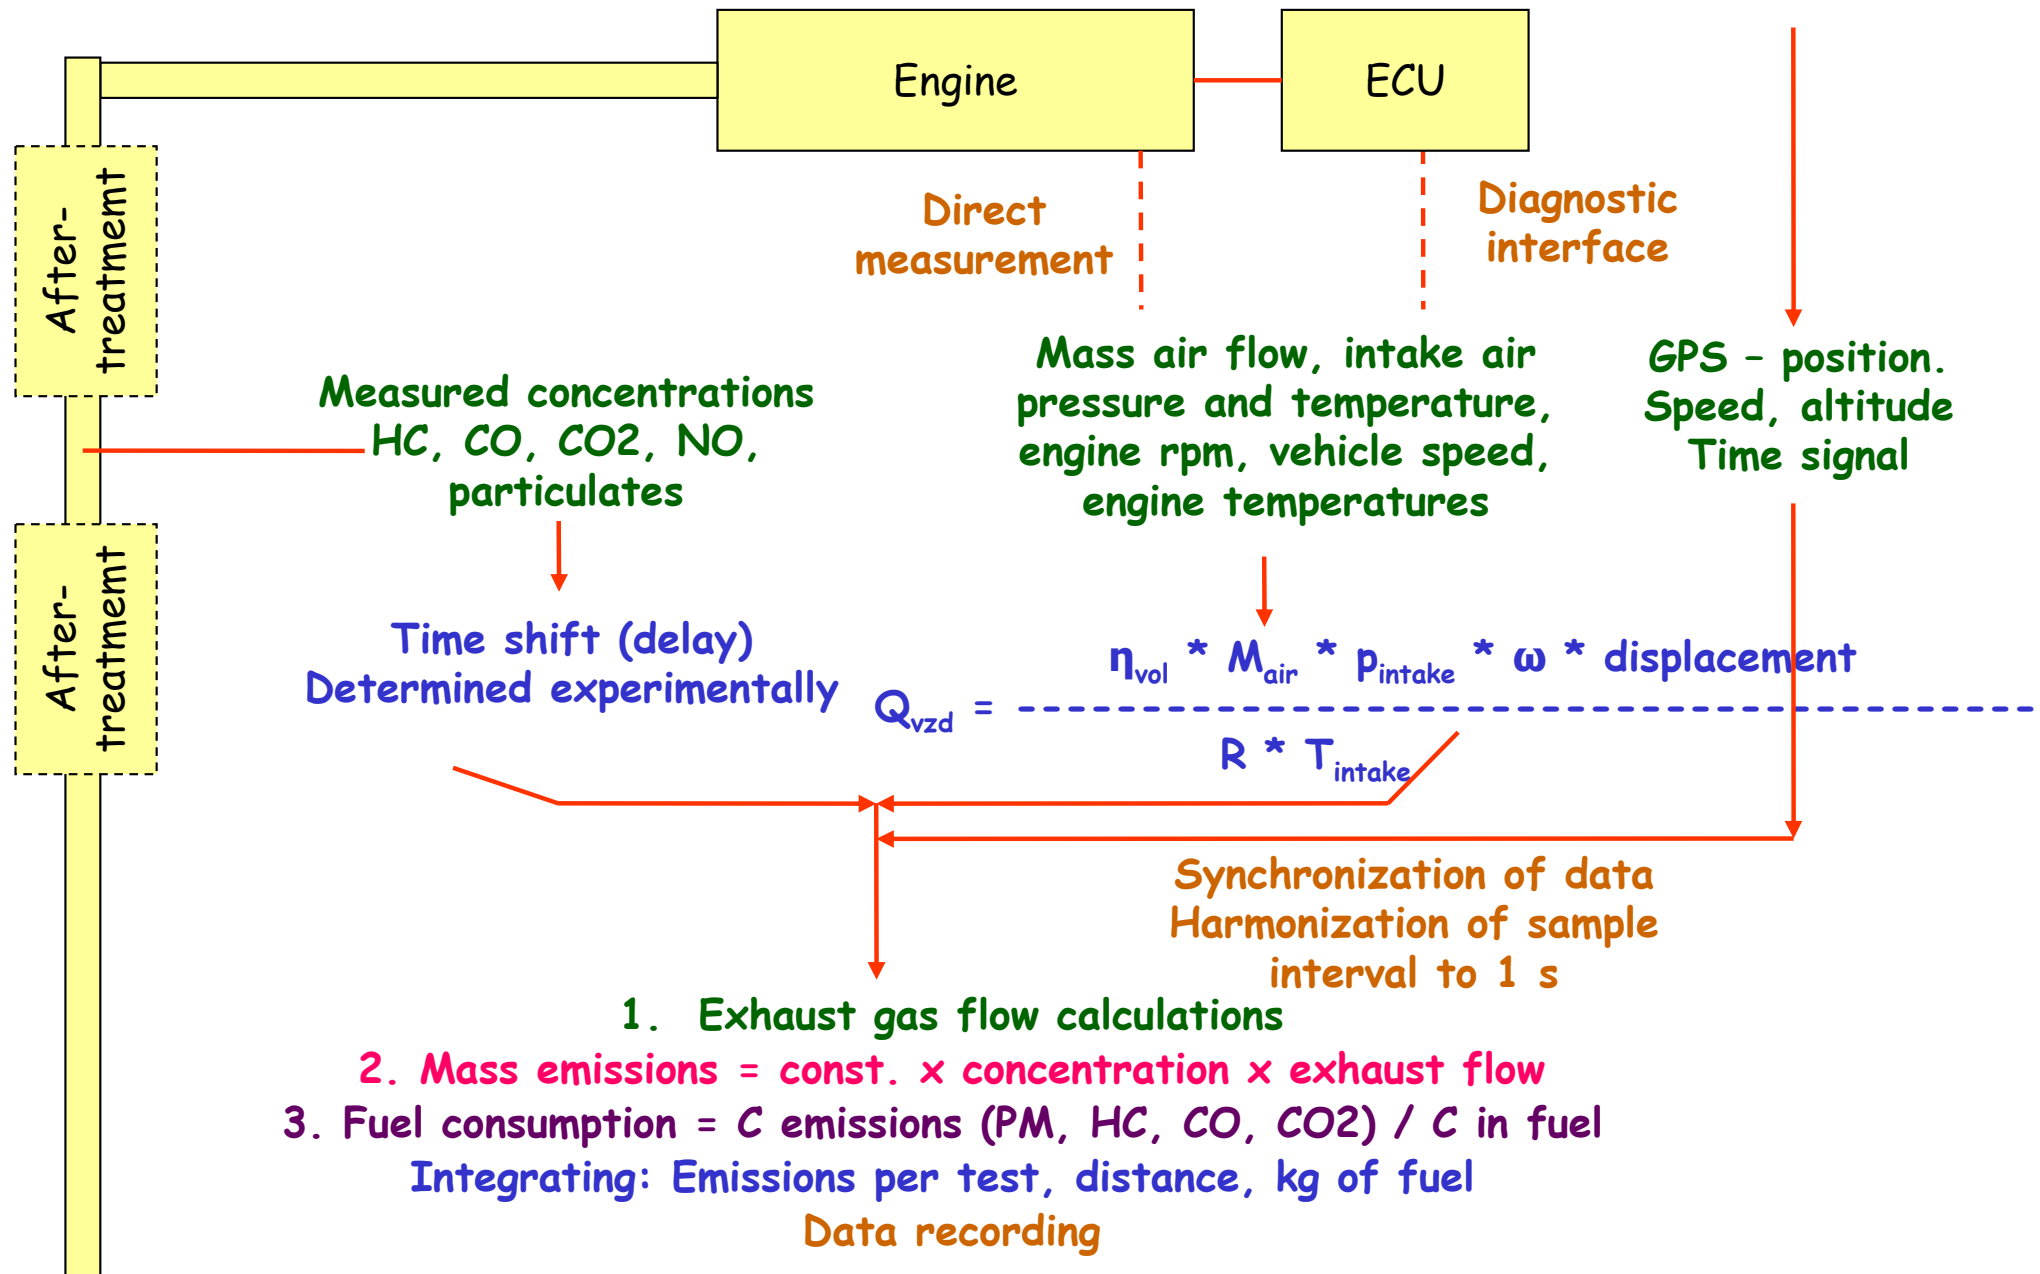 Engine
ECU
After-
treatment
Direct
measurement
Diagnostic
interface
Measured concentrations
HC, CO, CO2, NO,
particulates
Mass air flow, intake air
pressure and temperature,
engine rpm, vehicle speed,
engine temperatures
GPS – position.
Speed, altitude
Time signal
After-
treatment
Time shift (delay)
Determined experimentally
ηvol * Mair * pintake * ω * displacement
Qvzd = ------------------------------------------------------------
R * Tintake
Synchronization of data
Harmonization of sample
interval to 1 s
1. Exhaust gas flow calculations
2. Mass emissions = const. x concentration x exhaust flow
3. Fuel consumption = C emissions (PM, HC, CO, CO2) / C in fuel
Integrating: Emissions per test, distance, kg of fuel
Data recording